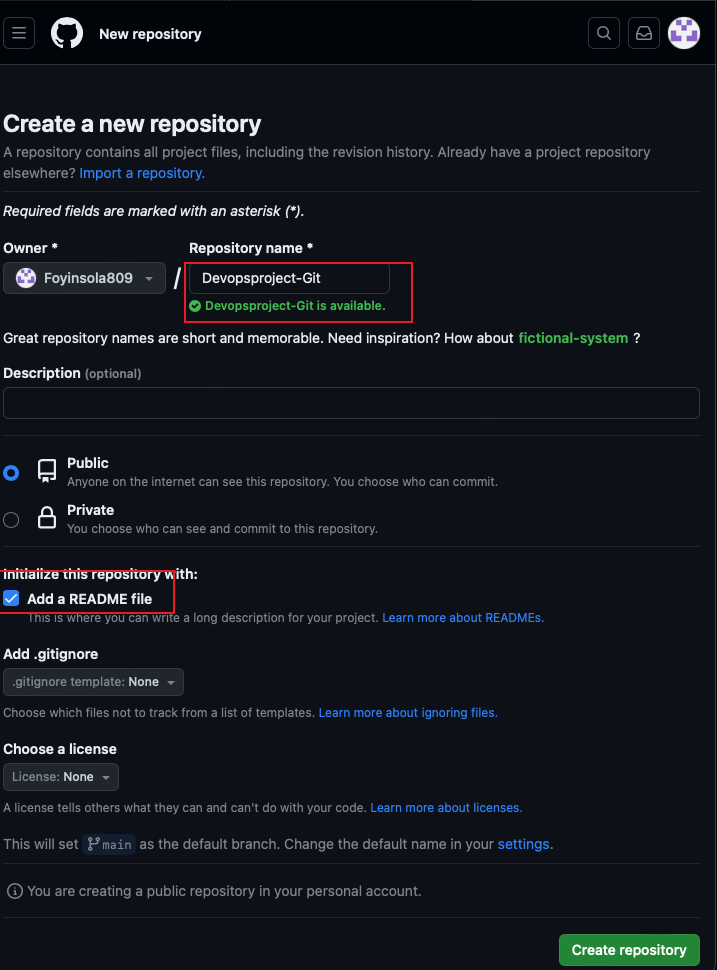 New repository
Create a new repository
A repository contains all project files, including the revision history. Already have a project repository
elsewhere? Import a repository.
Required fields are marked with an asterisk (*).
Owner *
Repository name *
Foyinsola809
/
Devopsproject-Git
Devopsproject-Git is available.
Great repository names are short and memorable. Need inspiration? How about fictional-system ?
Description (optional)
Public
Anyone on the internet can see this repository. You choose who can commit.
Private
You choose who can see and commit to this repository.
Initialize this repository with:
Add a README file
This is where you can write a long description for your project. Learn more about READMEs.
Add .gitignore
.gitignore template: None
Choose which files not to track from a list of templates. Learn more about ignoring files.
Choose a license
License: None
A license tells others what they can and can't do with your code. Learn more about licenses.
This will set main as the default branch. Change the default name in your settings.
You are creating a public repository in your personal account.
Create repository